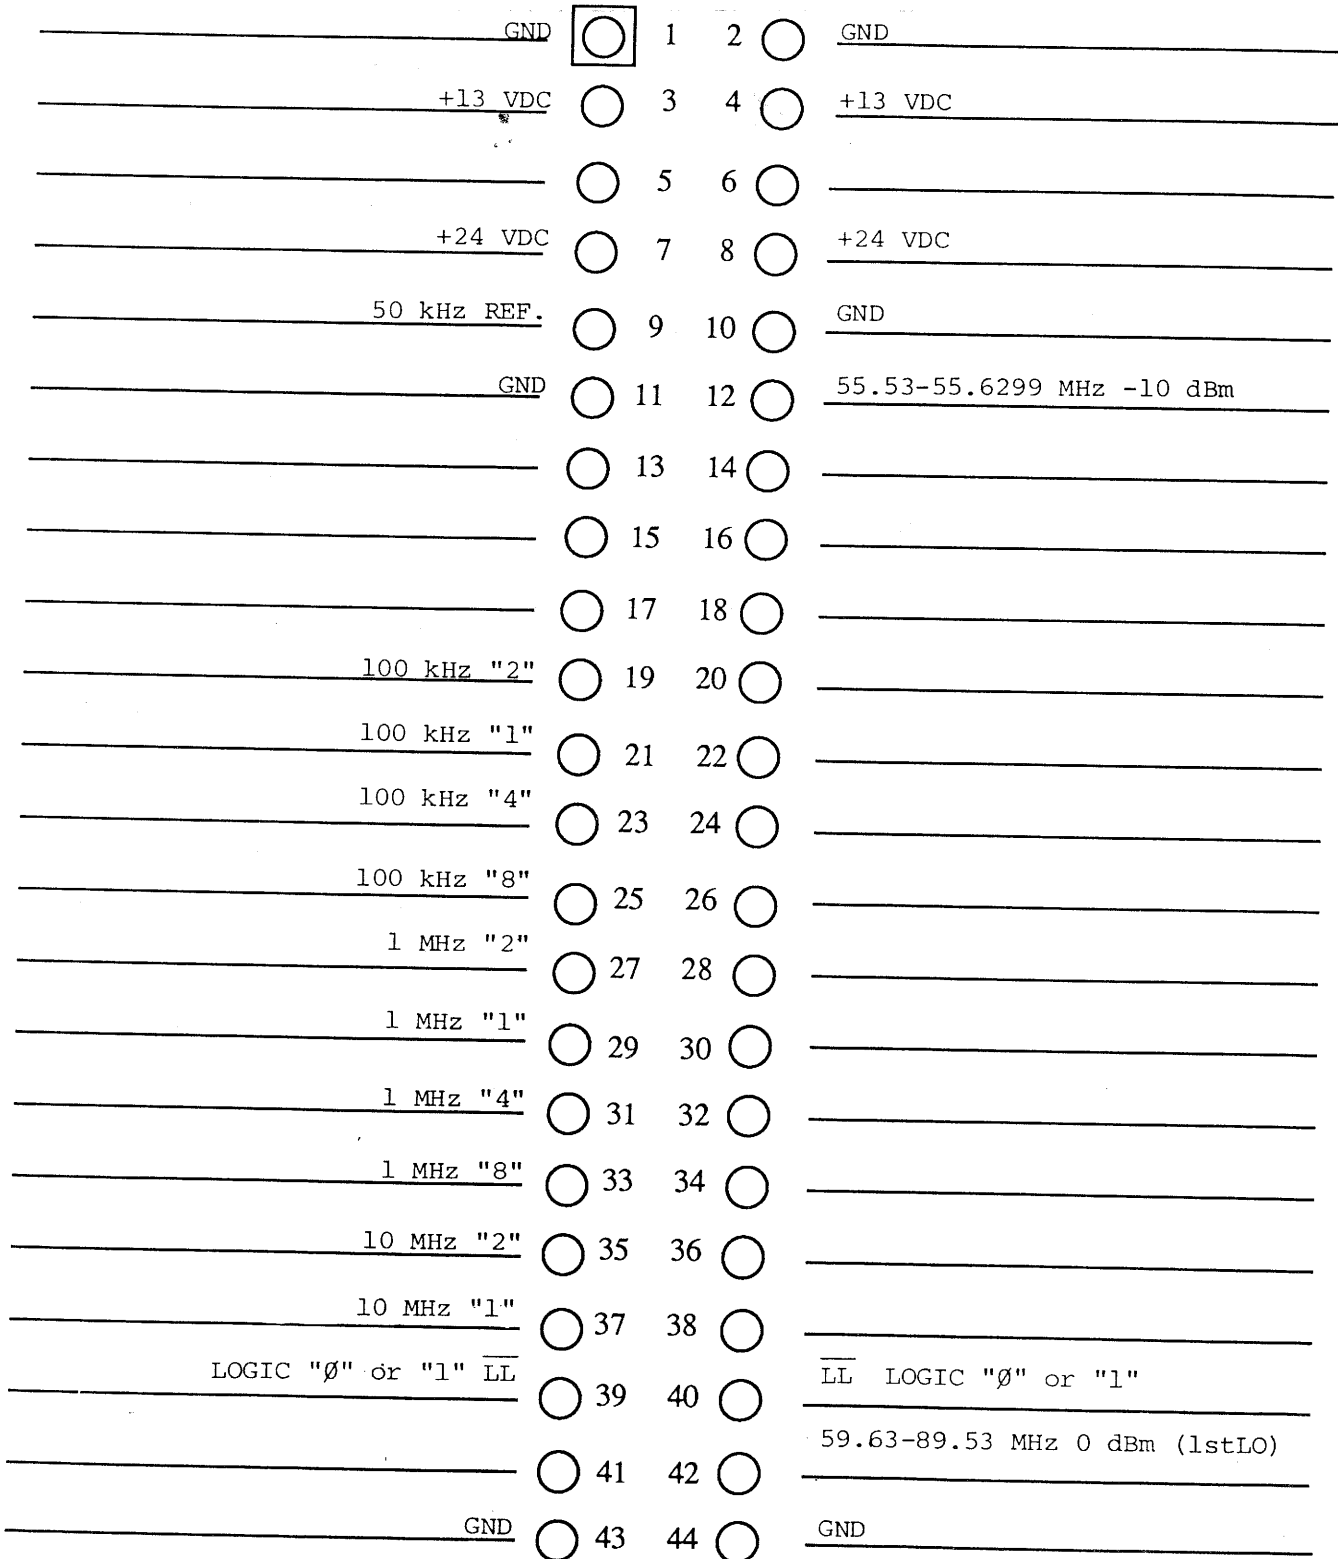 GND 1 2 GND
+13 VDC 3 4 +13 VDC
5 6
+24 VDC 7 8 +24 VDC
50 kHz REF. 9 10 GND
GND 11 12 55.53-55.6299 MHz -10 dBm
13 14
15 16
17 18
100 kHz "2" 19 20
100 kHz "1" 21 22
100 kHz "4" 23 24
100 kHz "8" 25 26
1 MHz "2" 27 28
1 MHz "1" 29 30
1 MHz "4" 31 32
1 MHz "8" 33 34
10 MHz "2" 35 36
10 MHz "1" 37 38
LOGIC "Ø" or "1" L̅L̅ 39 40 L̅L̅ LOGIC "Ø" or "1"
41 42 59.63-89.53 MHz 0 dBm (1stLO)
GND 43 44 GND